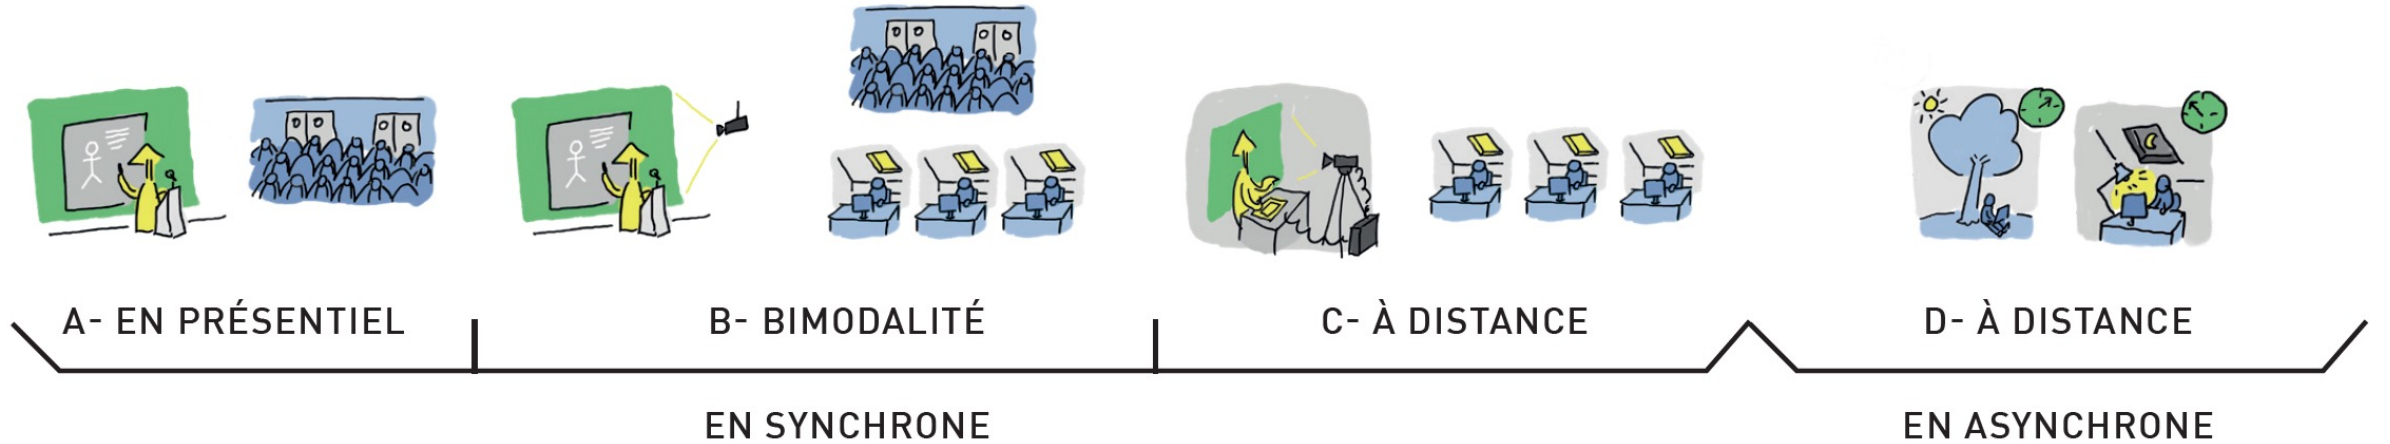 A- EN PRÉSENTIEL
B- BIMODALITÉ
C- À DISTANCE
D- À DISTANCE
EN SYNCHRONE
EN ASYNCHRONE